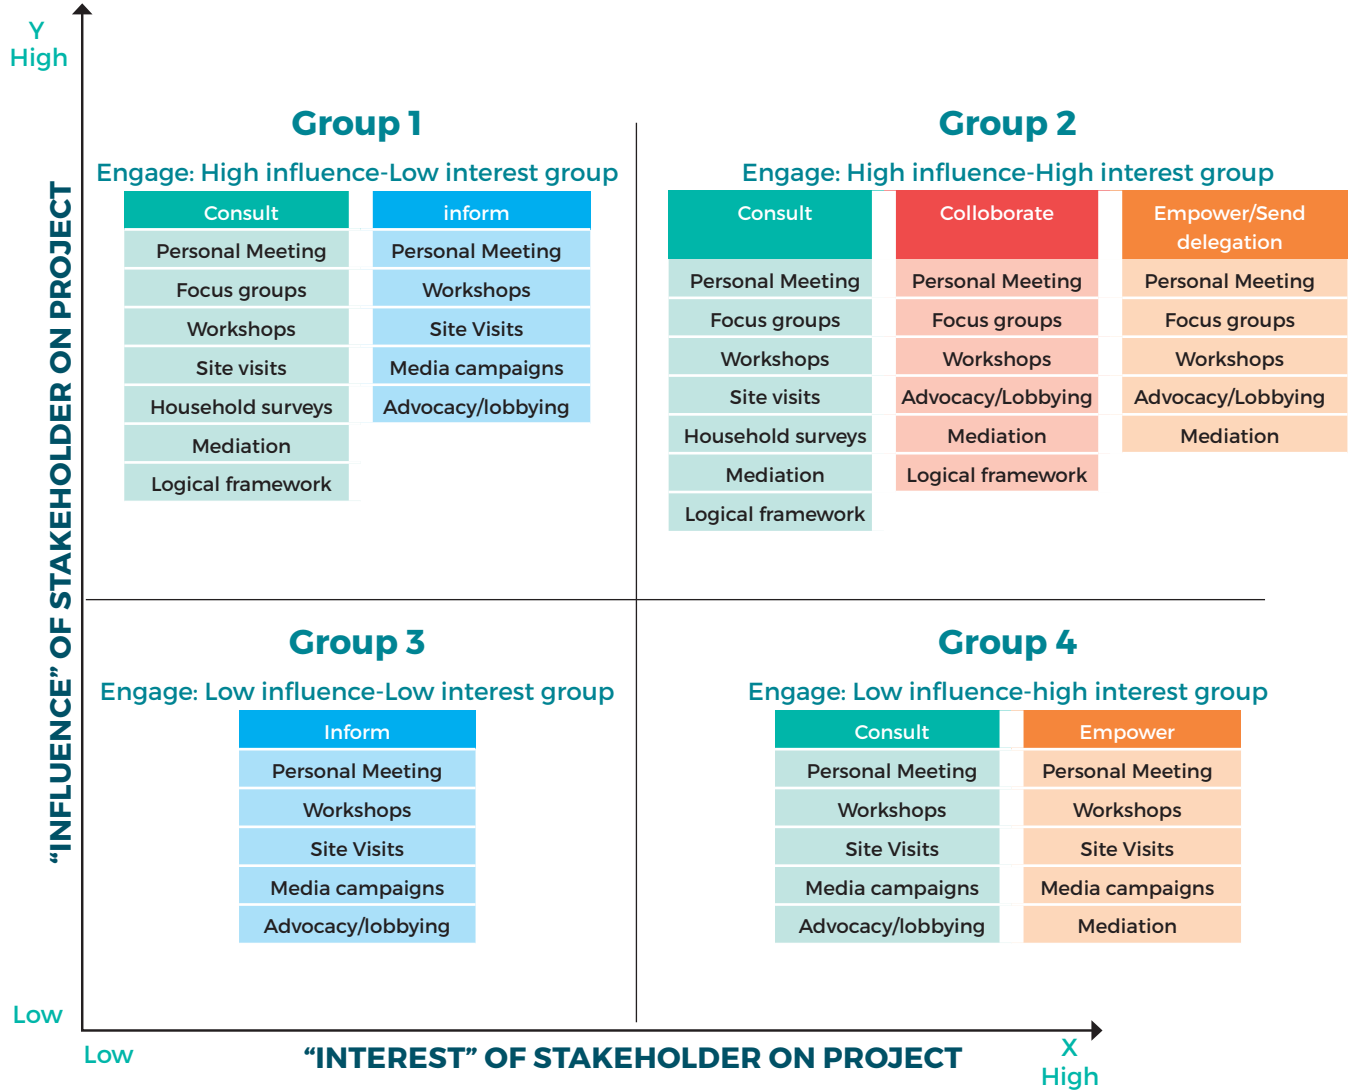 Y
High
"INFLUENCE" OF STAKEHOLDER ON PROJECT
Group 1
Engage: High influence-Low interest group
Consult
Personal Meeting
Focus groups
Workshops
Site visits
Household surveys
Mediation
Logical framework
inform
Personal Meeting
Workshops
Site Visits
Media campaigns
Advocacy/lobbying
Group 2
Engage: High influence-High interest group
Consult
Personal Meeting
Focus groups
Workshops
Site visits
Household surveys
Mediation
Logical framework
Colloborate
Personal Meeting
Focus groups
Workshops
Advocacy/Lobbying
Mediation
Logical framework
Empower/Send
delegation
Personal Meeting
Focus groups
Workshops
Advocacy/Lobbying
Mediation
Group 3
Engage: Low influence-Low interest group
Inform
Personal Meeting
Workshops
Site Visits
Media campaigns
Advocacy/lobbying
Group 4
Engage: Low influence-high interest group
Consult
Personal Meeting
Workshops
Site Visits
Media campaigns
Advocacy/lobbying
Empower
Personal Meeting
Workshops
Site Visits
Media campaigns
Mediation
Low
Low
“INTEREST” OF STAKEHOLDER ON PROJECT
X
High